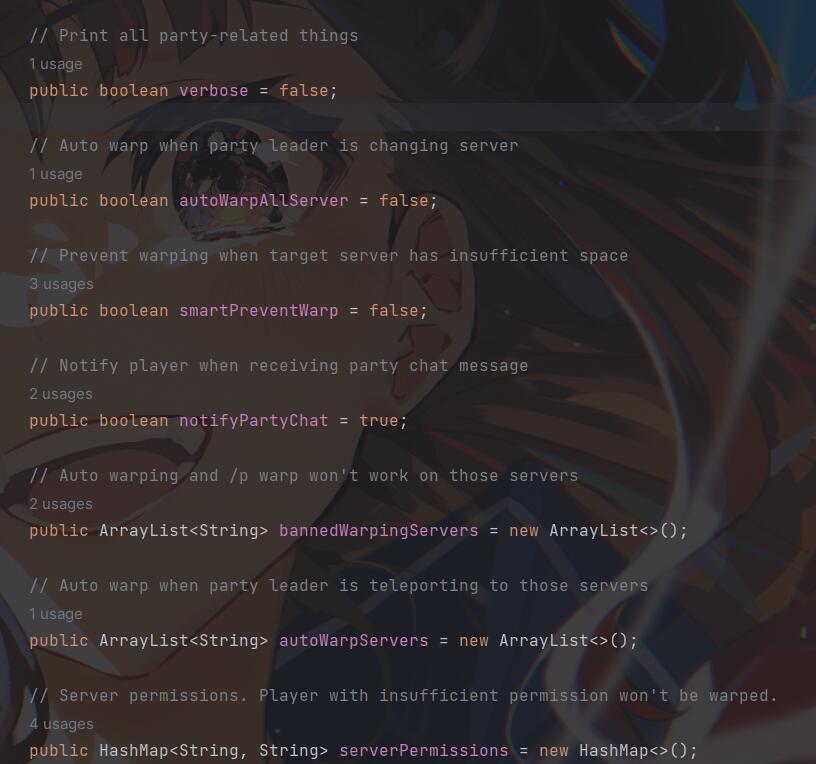 // Print all party-related things
1 usage
public boolean verbose = false;
// Auto warp when party leader is changing server
1 usage
public boolean autoWarpAllServer = false;
// Prevent warping when target server has insufficient space
3 usages
public boolean smartPreventWarp = false;
// Notify player when receiving party chat message
2 usages
public boolean notifyPartyChat = true;
// Auto warping and /p warp won't work on those servers
2 usages
public ArrayList<String> bannedWarpingServers = new ArrayList<>();
// Auto warp when party leader is teleporting to those servers
1 usage
public ArrayList<String> autoWarpServers = new ArrayList<>();
// Server permissions. Player with insufficient permission won't be warped.
4 usages
public HashMap<String, String> serverPermissions = new HashMap<>();